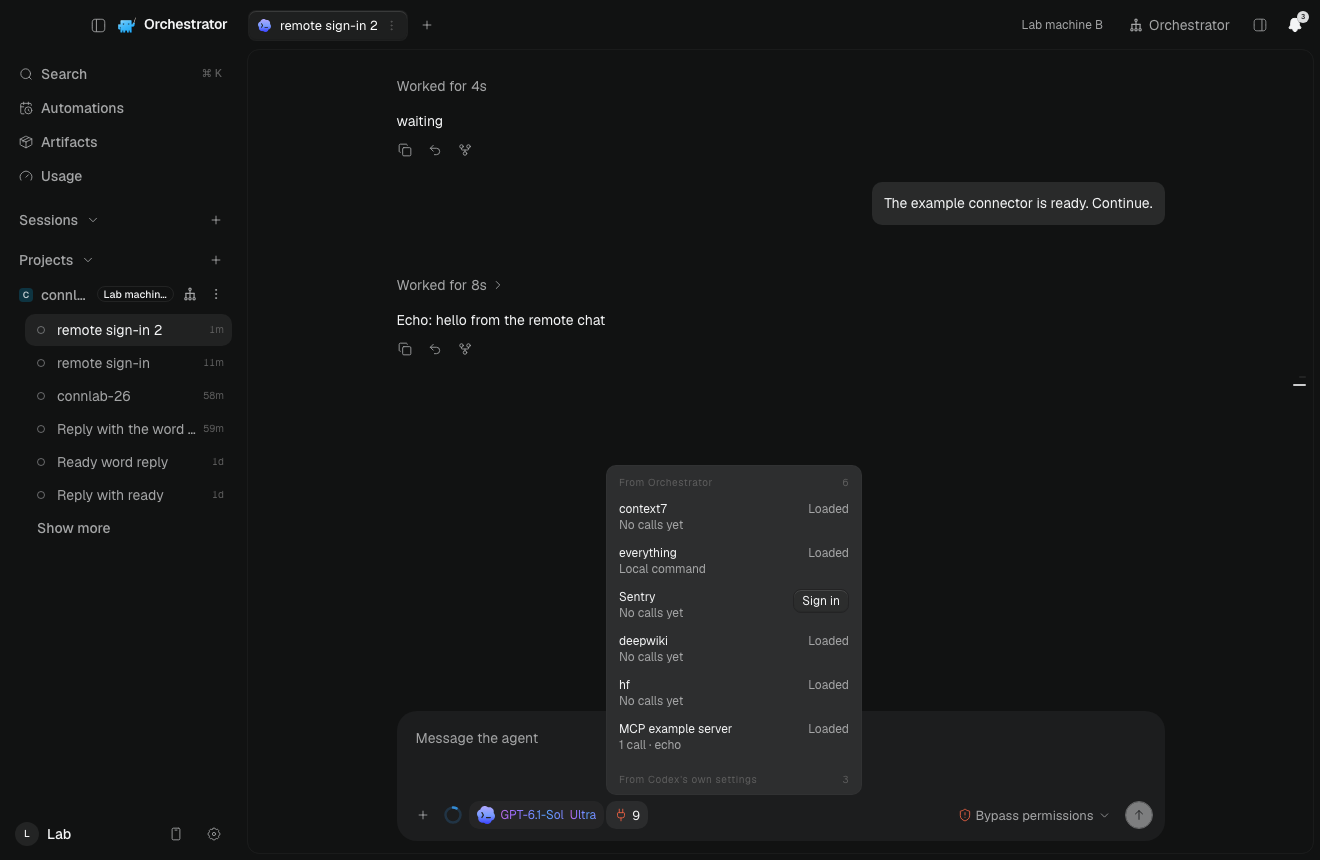 Orchestrator
remote sign-in 2
Lab machine B
Orchestrator
3
Search
⌘ K
Automations
Artifacts
Usage
Sessions
Projects
C
connl...
Lab machin...
remote sign-in 2
1m
remote sign-in
11m
connlab-26
58m
Reply with the word ...
59m
Ready word reply
1d
Reply with ready
1d
Show more
L
Lab
Worked for 4s
waiting
The example connector is ready. Continue.
Worked for 8s
Echo: hello from the remote chat
From Orchestrator
6
context7
Loaded
No calls yet
everything
Loaded
Local command
Sentry
Sign in
No calls yet
deepwiki
Loaded
No calls yet
hf
Loaded
No calls yet
MCP example server
Loaded
1 call · echo
From Codex's own settings
3
Message the agent
GPT-6.1-Sol Ultra
9
Bypass permissions